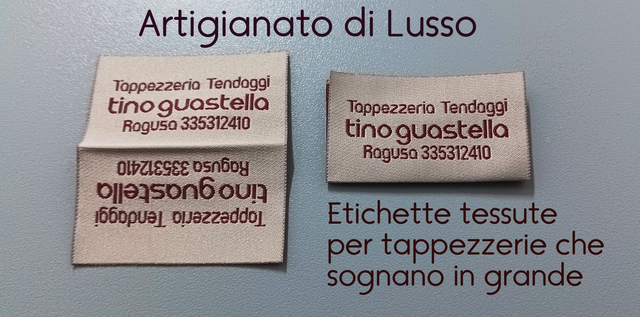 Artigianato di Lusso
Tappezzeria Tendaggi
tino guastella
Ragusa 335312410
Ragusa 335312410
tino guastella
Tappezzeria Tendaggi
Tappezzeria Tendaggi
tino guastella
Ragusa 335312410
Etichette tessute
per tappezzerie che
sognano in grande